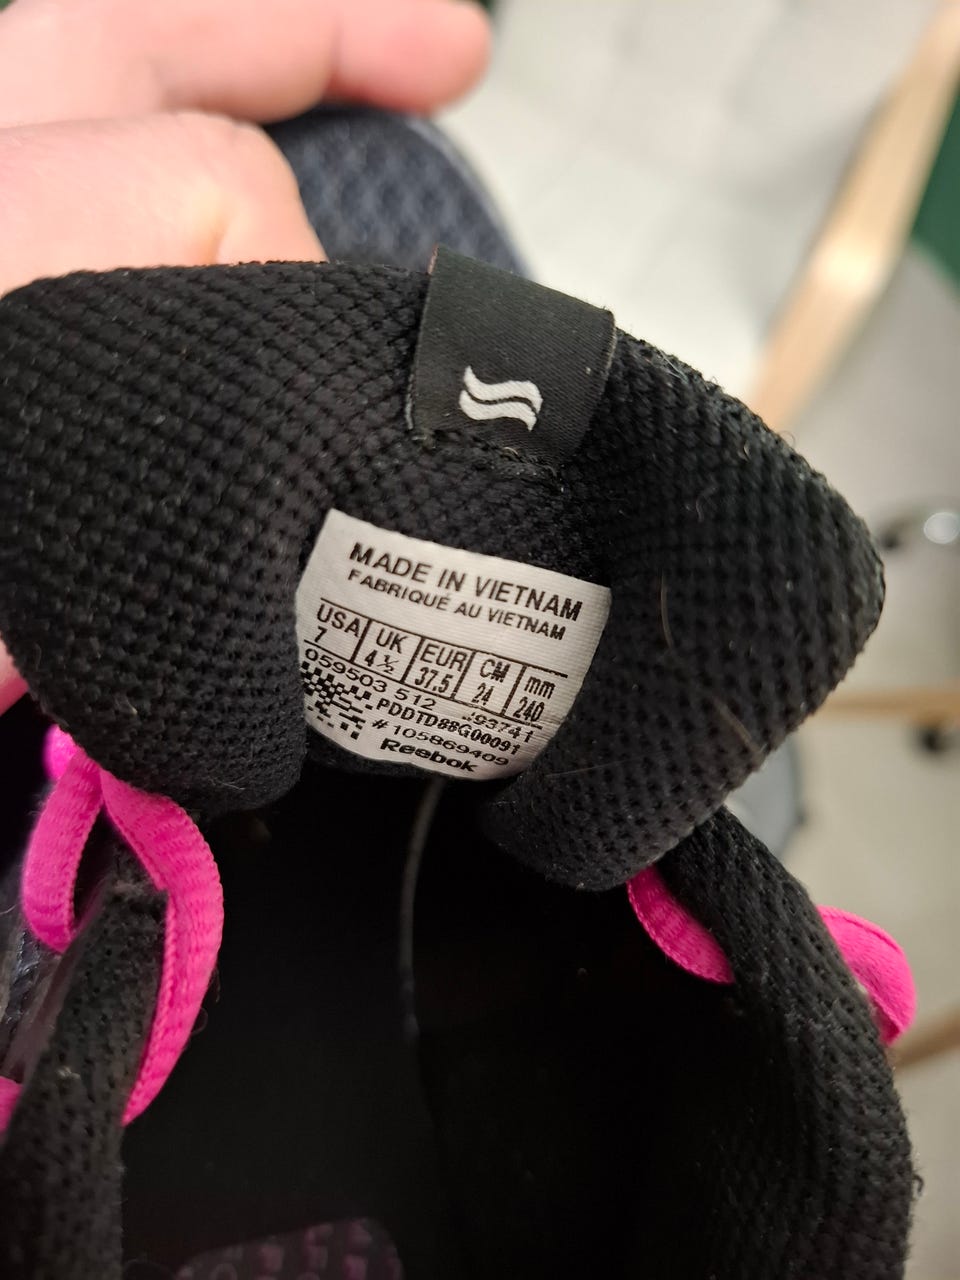 MADE IN VIETNAM
FABRIQUÉ AU VIETNAM
USA UK EUR CM mm
7 4½ 37.5 24 240
059503 512 J93741
PDDTD88G00091
#105869409
Reebok